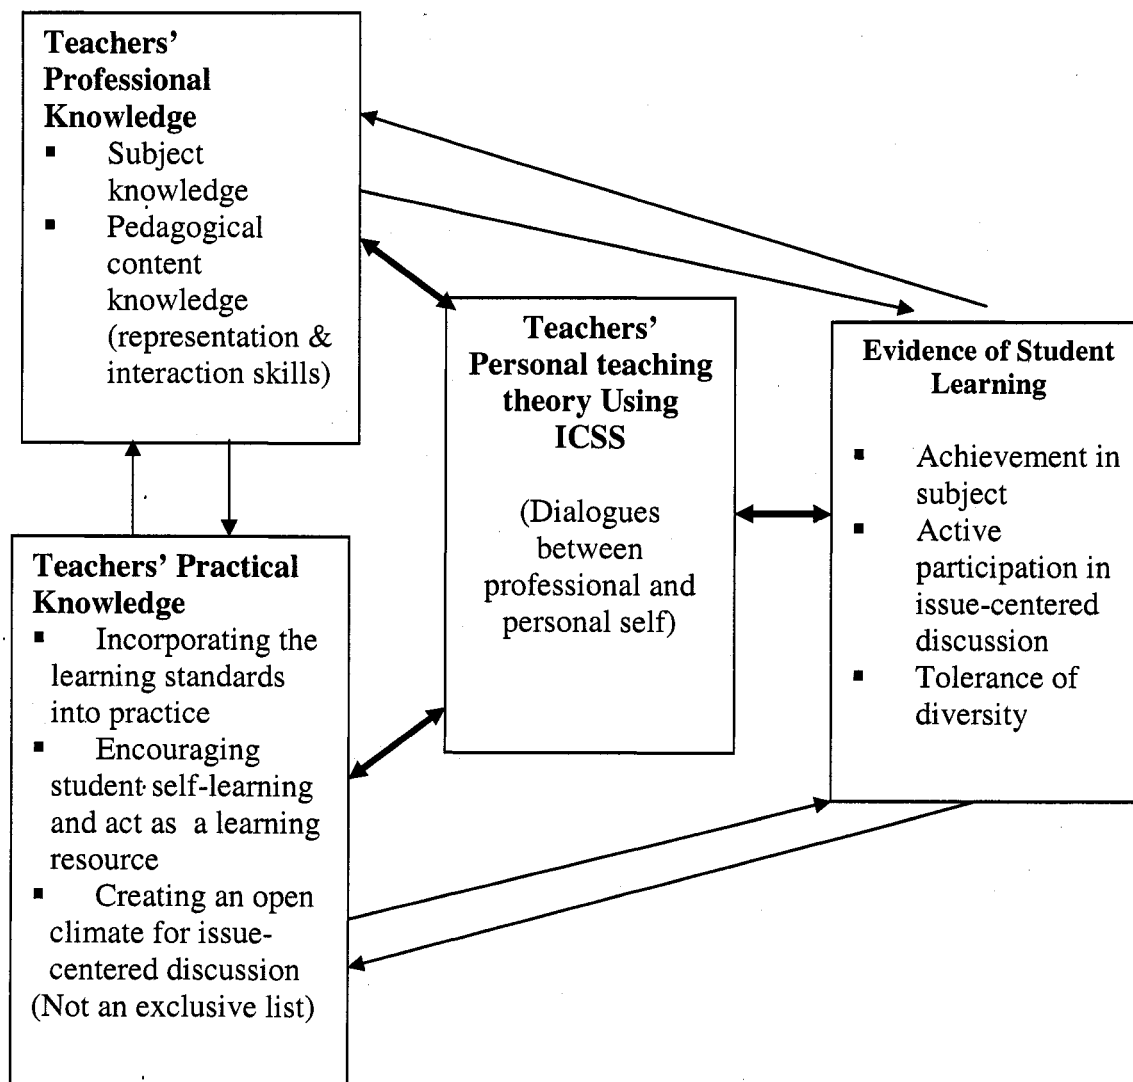 Teachers’
Professional
Knowledge
▪ Subject
knowledge
▪ Pedagogical
content
knowledge
(representation &
interaction skills)
Teachers’
Personal teaching
theory Using
ICSS
(Dialogues
between
professional and
personal self)
Evidence of Student
Learning
▪ Achievement in
subject
▪ Active
participation in
issue-centered
discussion
▪ Tolerance of
diversity
Teachers’ Practical
Knowledge
▪ Incorporating the
learning standards
into practice
▪ Encouraging
student self-learning
and act as a learning
resource
▪ Creating an open
climate for issue-
centered discussion
(Not an exclusive list)